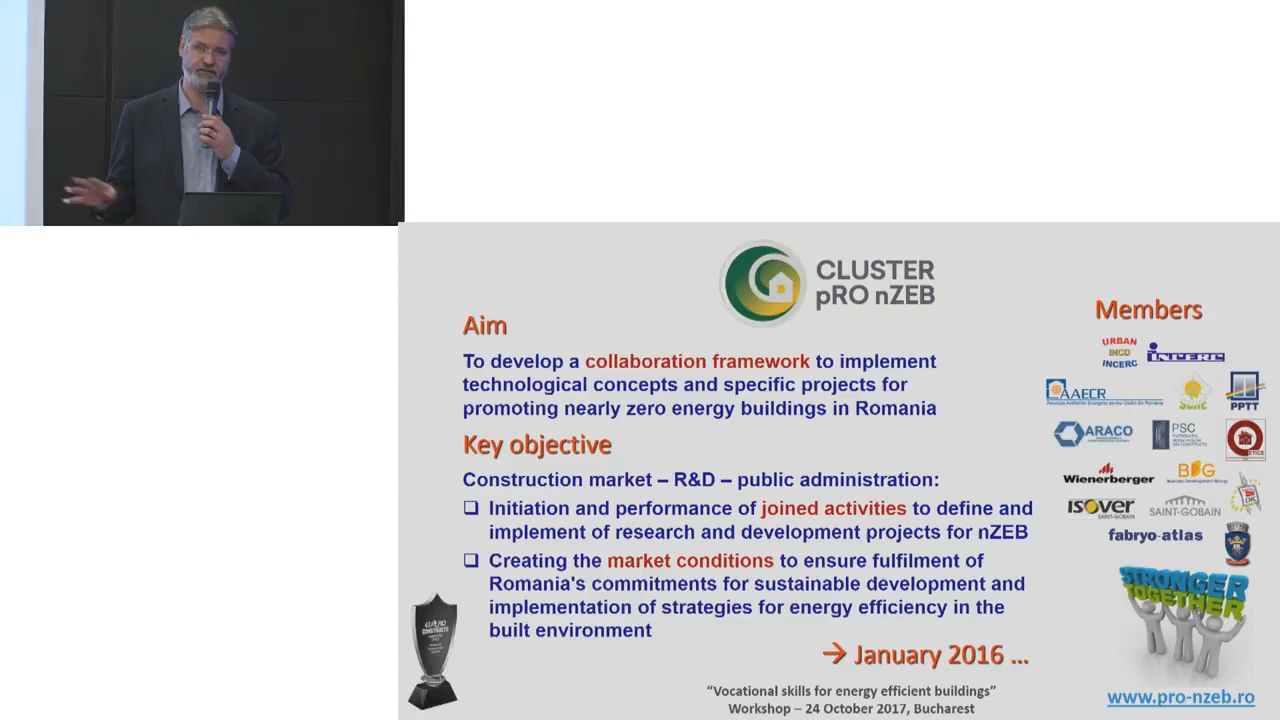 CLUSTER
pRO nZEB
Aim
To develop a collaboration framework to implement
technological concepts and specific projects for
promoting nearly zero energy buildings in Romania
Key objective
Construction market – R&D – public administration:
❑ Initiation and performance of joined activities to define and
implement of research and development projects for nZEB
❑ Creating the market conditions to ensure fulfilment of
Romania's commitments for sustainable development and
implementation of strategies for energy efficiency in the
built environment
→ January 2016 ...
Members
URBAN
INCD
INCERC
INCERC
AAECR
PPTT
ARACO
PSC
Wienerberger
BDG
ISOVER
SAINT-GOBAIN
SAINT-GOBAIN
fabryo-atlas
STRONGER
TOGETHER
www.pro-nzeb.ro
“Vocational skills for energy efficient buildings”
Workshop – 24 October 2017, Bucharest